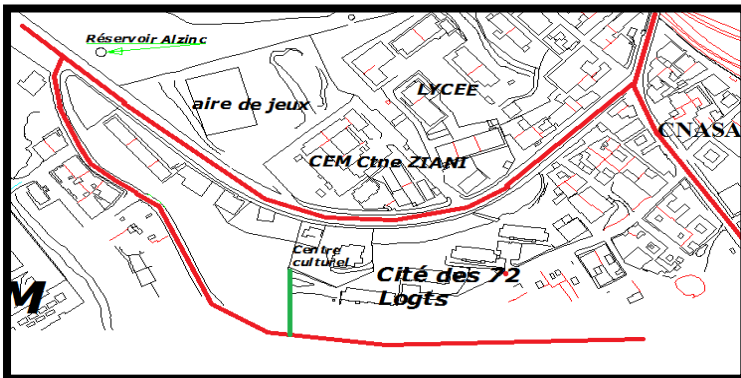 Réservoir Alzinc
LYCEE
aire de jeux
CNASA
CEM Ctne ZIANI
Centre
culturel
Cité des 72
Logts
M